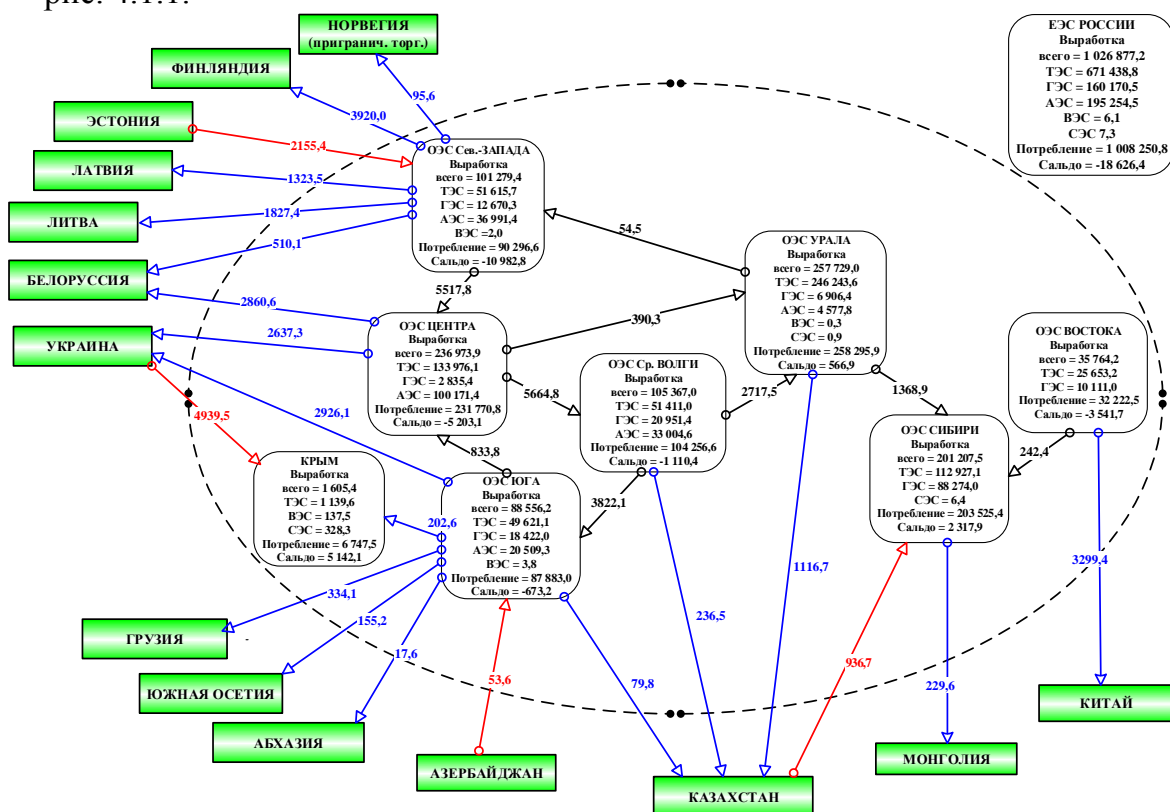 рис. 4.1.1.
НОРВЕГИЯ
(пригранич. торг.)
ФИНЛЯНДИЯ
ЭСТОНИЯ
ЛАТВИЯ
ЛИТВА
БЕЛОРУССИЯ
УКРАИНА
95,6
3920,0
2155,4
1323,5
1827,4
510,1
2860,6
2637,3
2926,1
4939,5
ЕЭС РОССИИ
Выработка
всего = 1 026 877,2
ТЭС = 671 438,8
ГЭС = 160 170,5
АЭС = 195 254,5
ВЭС = 6,1
СЭС 7,3
Потребление = 1 008 250,8
Сальдо = -18 626,4
ОЭС Сев.-ЗАПАДА
Выработка
всего = 101 279,4
ТЭС = 51 615,7
ГЭС = 12 670,3
АЭС = 36 991,4
ВЭС =2,0
Потребление = 90 296,6
Сальдо = -10 982,8
54,5
5517,8
390,3
ОЭС УРАЛА
Выработка
всего = 257 729,0
ТЭС = 246 243,6
ГЭС = 6 906,4
АЭС = 4 577,8
ВЭС = 0,3
СЭС = 0,9
Потребление = 258 295,9
Сальдо = 566,9
ОЭС ЦЕНТРА
Выработка
всего = 236 973,9
ТЭС = 133 976,1
ГЭС = 2 835,4
АЭС = 100 171,4
Потребление = 231 770,8
Сальдо = -5 203,1
5664,8
ОЭС Ср. ВОЛГИ
Выработка
всего = 105 367,0
ТЭС = 51 411,0
ГЭС = 20 951,4
АЭС = 33 004,6
Потребление = 104 256,6
Сальдо = -1 110,4
2717,5
1368,9
ОЭС ВОСТОКА
Выработка
всего = 35 764,2
ТЭС = 25 653,2
ГЭС = 10 111,0
Потребление = 32 222,5
Сальдо = -3 541,7
242,4
ОЭС СИБИРИ
Выработка
всего = 201 207,5
ТЭС = 112 927,1
ГЭС = 88 274,0
СЭС = 6,4
Потребление = 203 525,4
Сальдо = 2 317,9
833,8
3822,1
КРЫМ
Выработка
всего = 1 605,4
ТЭС = 1 139,6
ВЭС = 137,5
СЭС = 328,3
Потребление = 6 747,5
Сальдо = 5 142,1
202,6
ОЭС ЮГА
Выработка
всего = 88 556,2
ТЭС = 49 621,1
ГЭС = 18 422,0
АЭС = 20 509,3
ВЭС = 3,8
Потребление = 87 883,0
Сальдо = -673,2
334,1
155,2
17,6
53,6
79,8
236,5
1116,7
936,7
229,6
3299,4
ГРУЗИЯ
-
ЮЖНАЯ ОСЕТИЯ
АБХАЗИЯ
АЗЕРБАЙДЖАН
КАЗАХСТАН
МОНГОЛИЯ
КИТАЙ